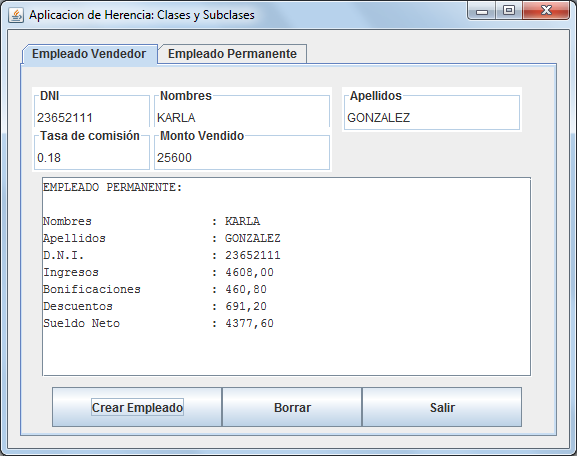 Aplicacion de Herencia: Clases y Subclases
Empleado Vendedor Empleado Permanente
DNI Nombres Apellidos
23652111 KARLA GONZALEZ
Tasa de comisión Monto Vendido
0.18 25600
EMPLEADO PERMANENTE:
Nombres : KARLA
Apellidos : GONZALEZ
D.N.I. : 23652111
Ingresos : 4608,00
Bonificaciones : 460,80
Descuentos : 691,20
Sueldo Neto : 4377,60
Crear Empleado Borrar Salir